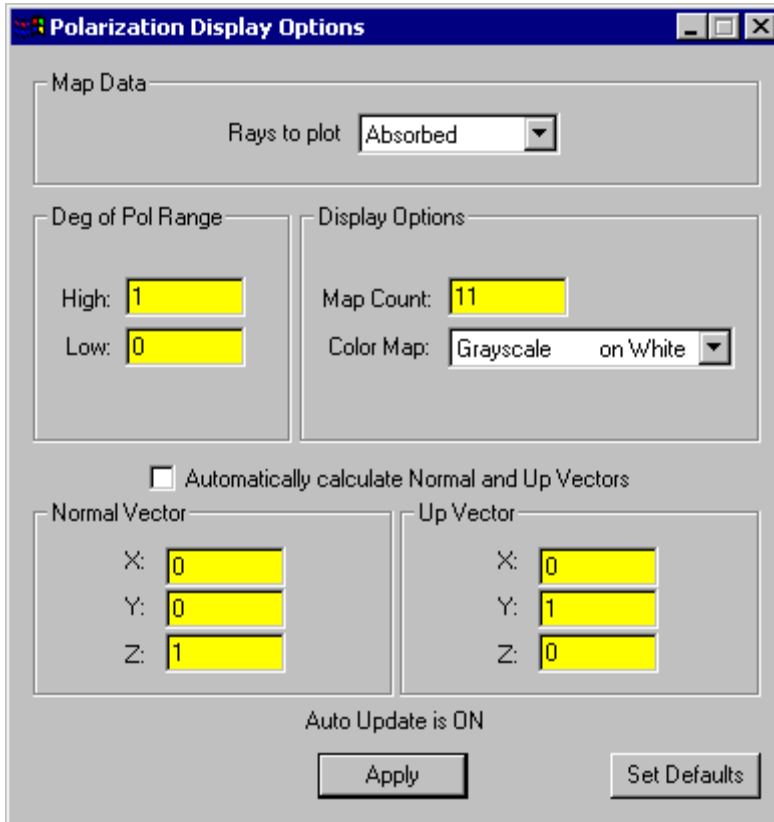 Polarization Display Options
Map Data
Rays to plot Absorbed
Deg of Pol Range
High: 1
Low: 0
Display Options
Map Count: 11
Color Map: Grayscale on White
Automatically calculate Normal and Up Vectors
Normal Vector
X: 0
Y: 0
Z: 1
Up Vector
X: 0
Y: 1
Z: 0
Auto Update is ON
Apply
Set Defaults